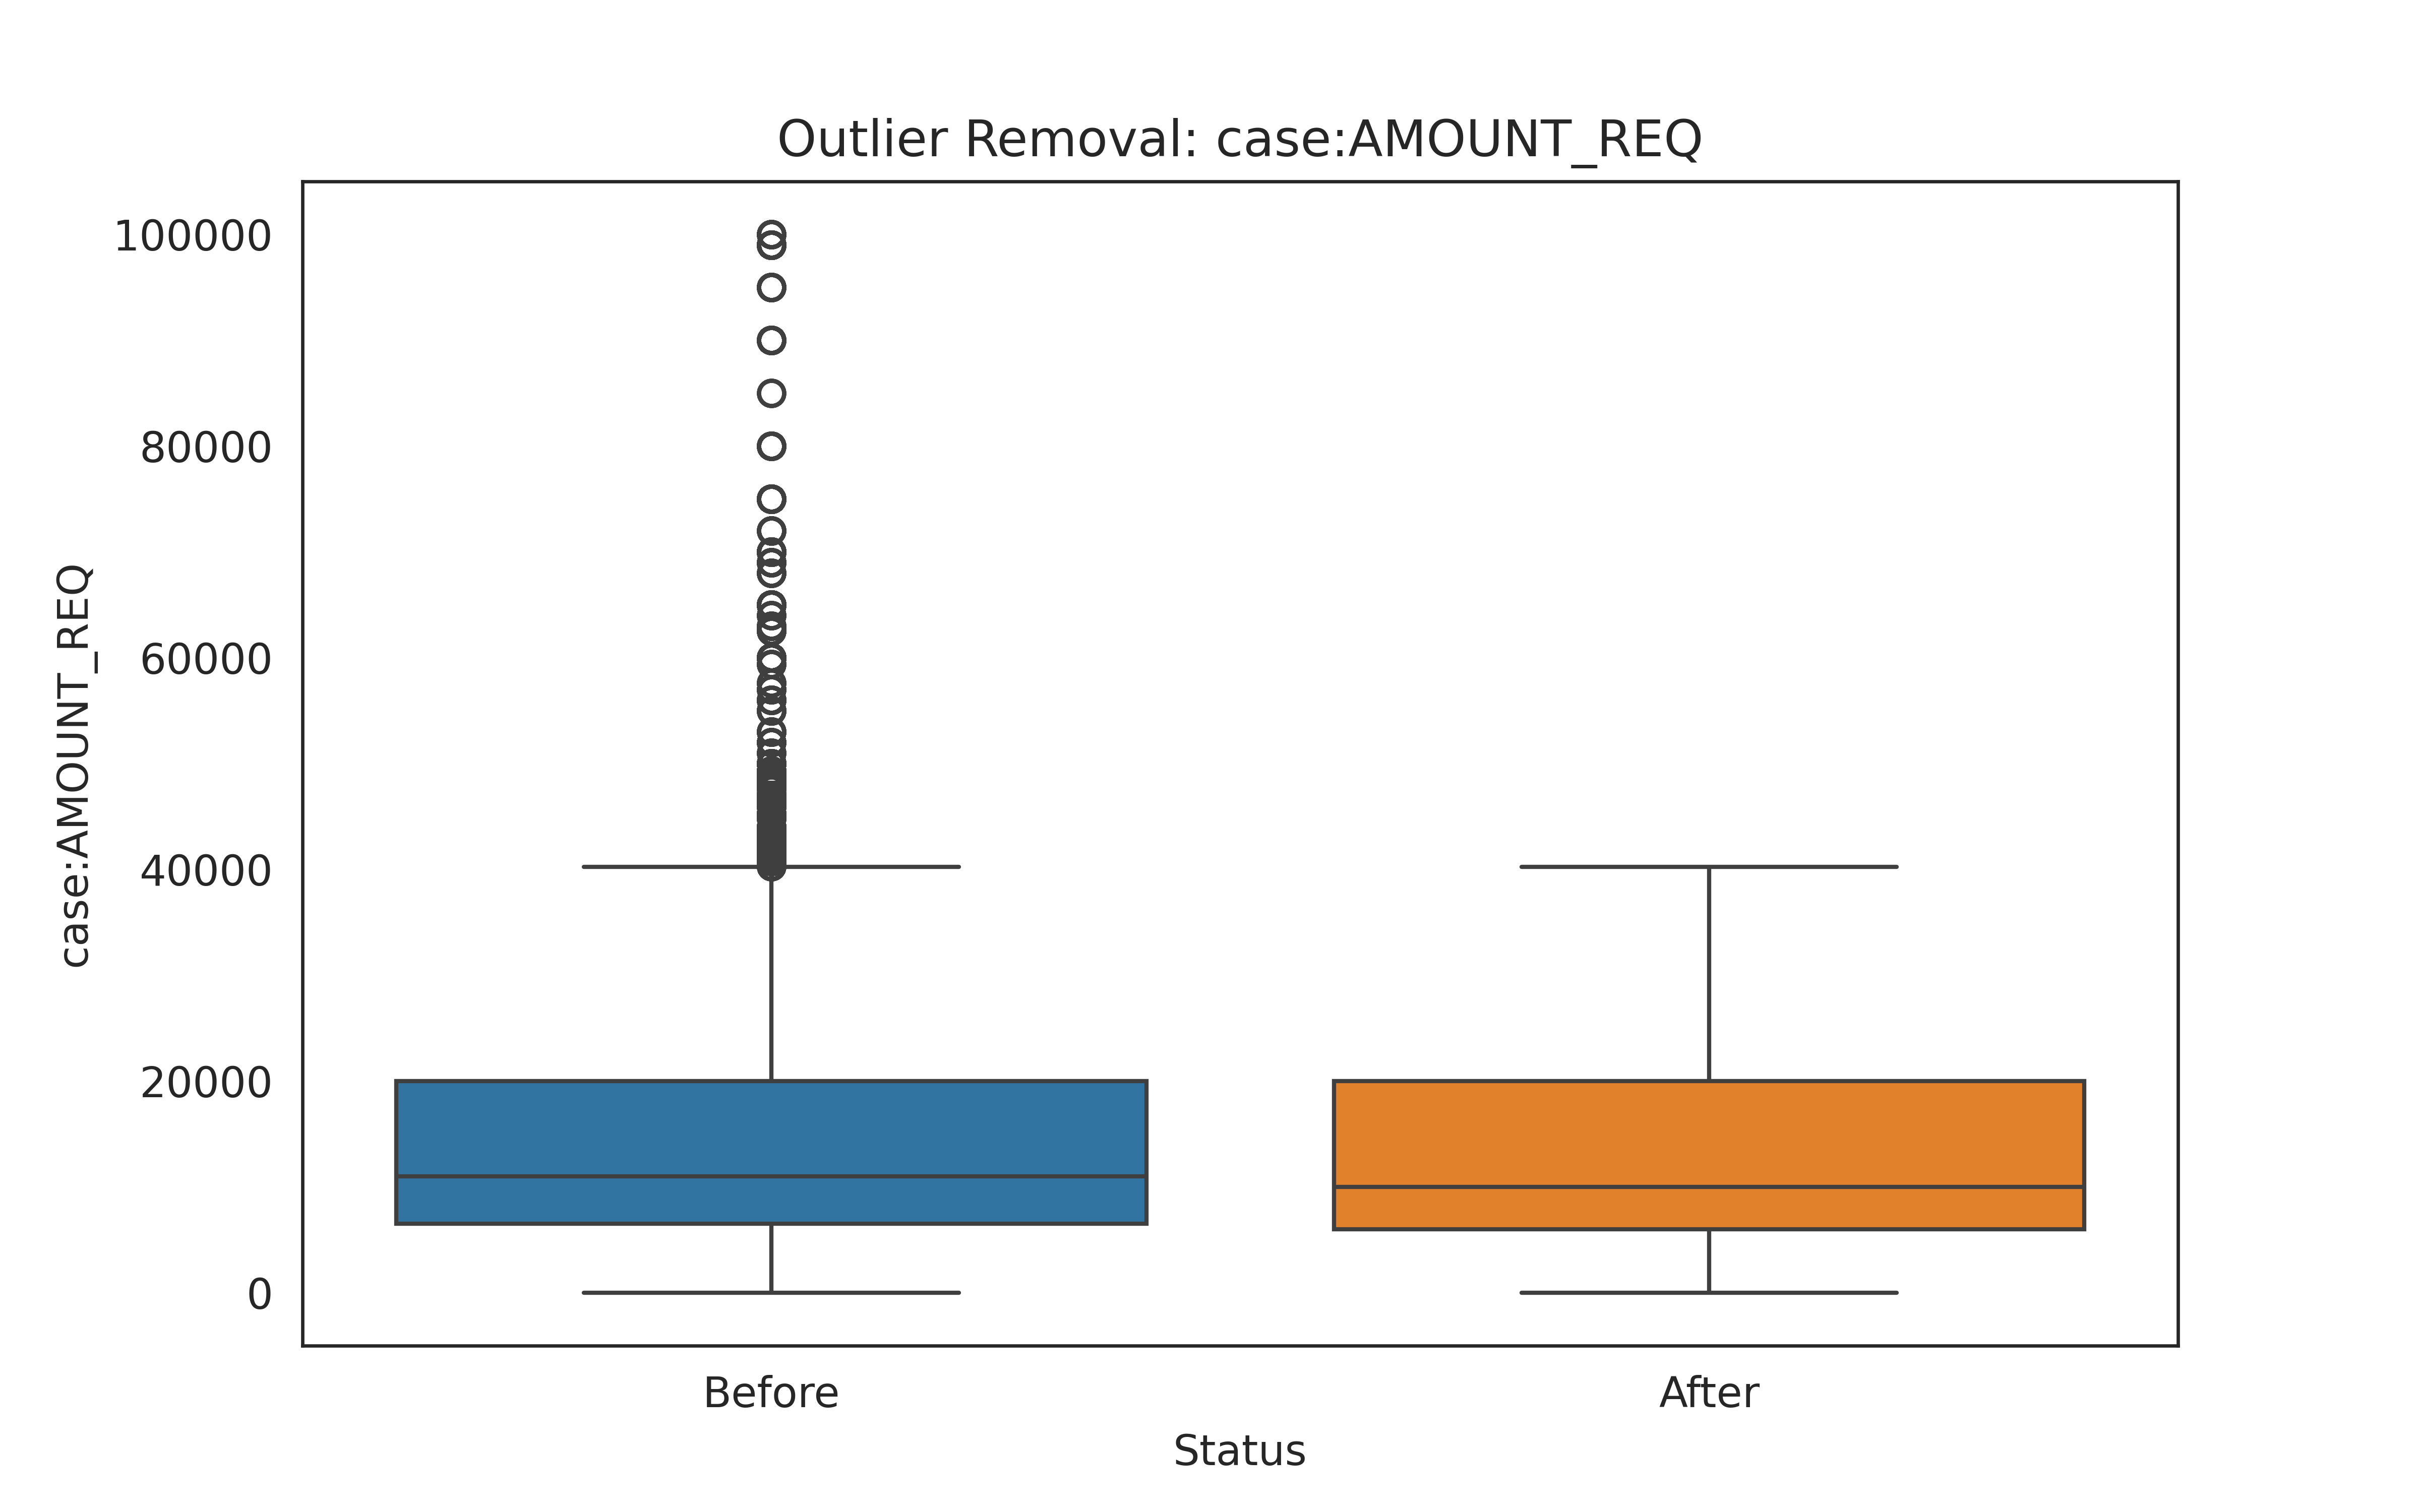 Outlier Removal: case:AMOUNT_REQ
case:AMOUNT_REQ
100000
80000
60000
40000
20000
0
Before
After
Status